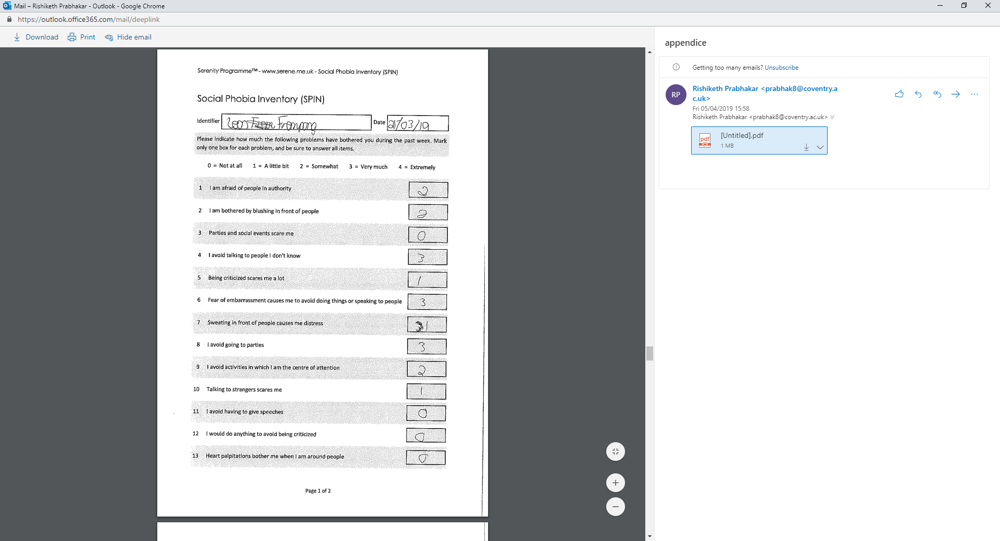 Mail – Rishiketh Prabhakar - Outlook - Google Chrome
https://outlook.office365.com/mail/deeplink
Download Print Hide email
Serenity Programme™ - www.serene.me.uk - Social Phobia Inventory (SPIN)
Social Phobia Inventory (SPIN)
Identifier Frompong Date 21/03/19
Please indicate how much the following problems have bothered you during the past week. Mark
only one box for each problem, and be sure to answer all items.
0 = Not at all 1 = A little bit 2 = Somewhat 3 = Very much 4 = Extremely
1 I am afraid of people in authority 2
2 I am bothered by blushing in front of people 2
3 Parties and social events scare me 0
4 I avoid talking to people I don't know 3
5 Being criticized scares me a lot 1
6 Fear of embarrassment causes me to avoid doing things or speaking to people 3
7 Sweating in front of people causes me distress 1
8 I avoid going to parties 3
9 I avoid activities in which I am the centre of attention 2
10 Talking to strangers scares me 1
11 I avoid having to give speeches 0
12 I would do anything to avoid being criticized 0
13 Heart palpitations bother me when I am around people 0
Page 1 of 2
appendice
Getting too many emails? Unsubscribe
RP
Rishiketh Prabhakar <prabhak8@coventry.a
c.uk>
Fri 05/04/2019 15:58
Rishiketh Prabhakar <prabhak8@coventry.ac.uk>
pdf
[Untitled].pdf
1 MB